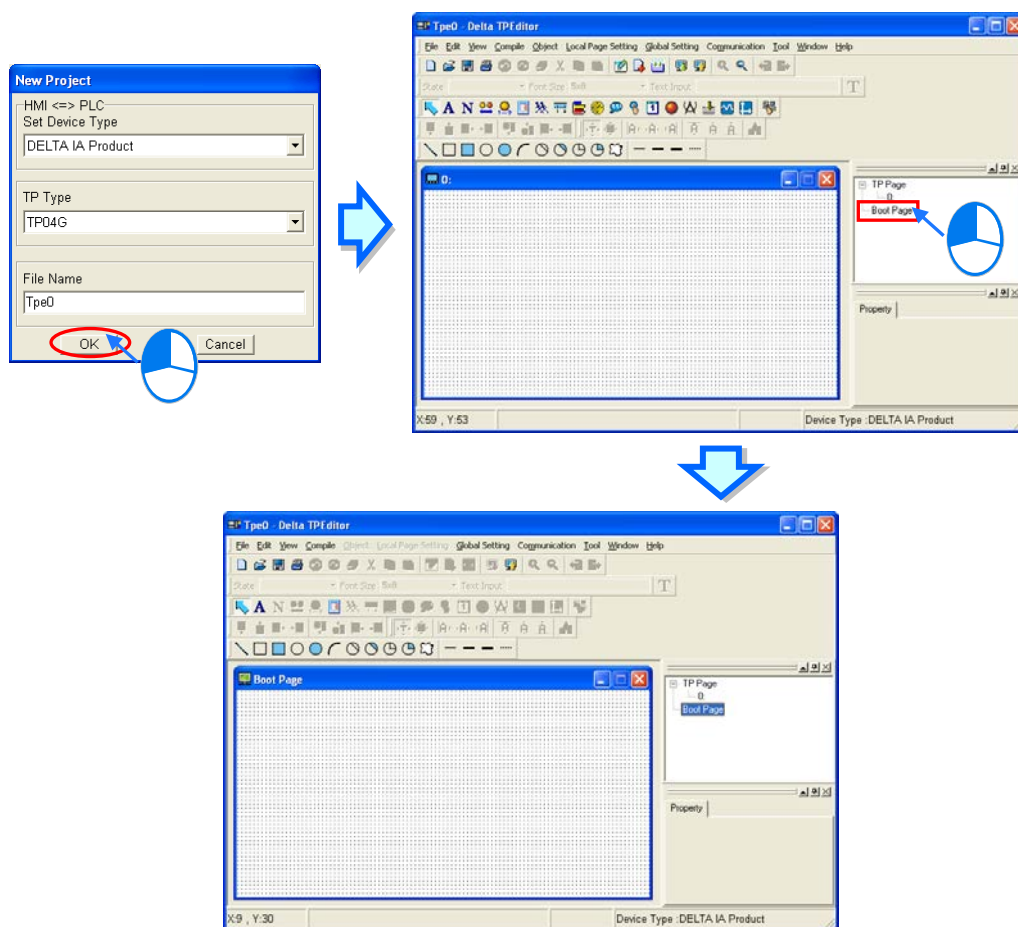 New Project
HMI <=> PLC
Set Device Type
DELTA IA Product
TP Type
TP04G
File Name
Tpe0
OK Cancel
Tpe0 - Delta TPEditor
File Edit View Compile Object Local Page Setting Global Setting Communication Tool Window Help
State Font Size 8x8 Text Input T
A N
0:
TP Page
0:
Boot Page
Property
X:59 , Y:53 Device Type :DELTA IA Product
Tpe0 - Delta TPEditor
File Edit View Compile Object Local Page Setting Global Setting Communication Tool Window Help
State Font Size 8x8 Text Input T
A N
Boot Page
TP Page
0:
Boot Page
Property
X:9 , Y:30 Device Type :DELTA IA Product